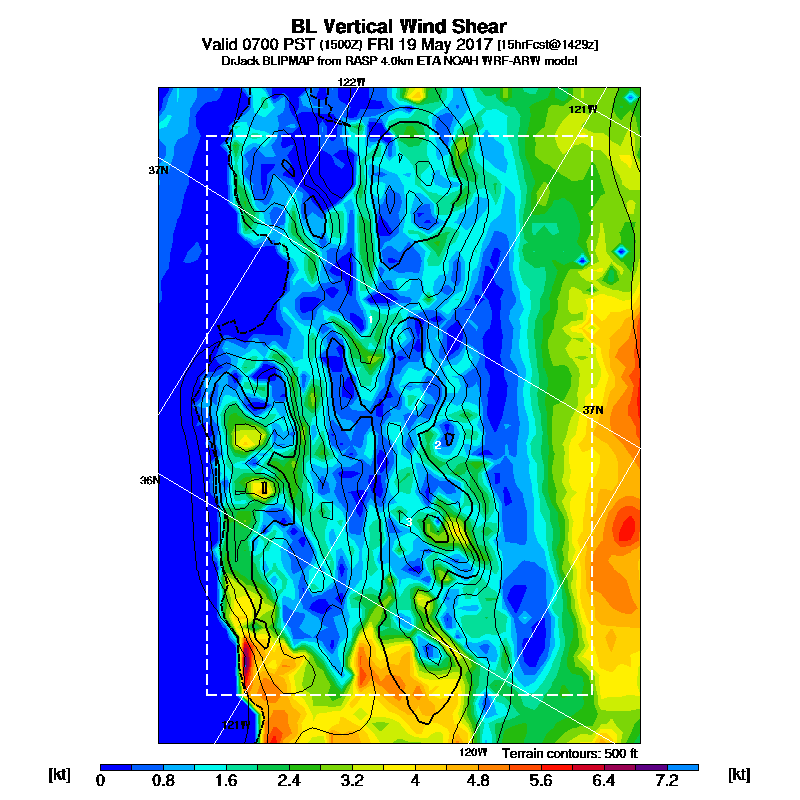 BL Vertical Wind Shear
Valid 0700 PST (1500Z) FRI 19 May 2017 [15hrFcst@1429z]
DrJack BLIPMAP from RASP 4.0km ETA NOAH WRF-ARW model
122W
121W
37N
1
37N
2
36N
3
121W
120W
Terrain contours: 500 ft
[kt] 0 0.8 1.6 2.4 3.2 4 4.8 5.6 6.4 7.2 [kt]